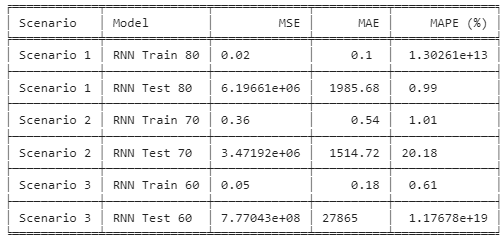 Scenario Model MSE MAE MAPE (%)
Scenario 1 RNN Train 80 0.02 0.1 1.30261e+13
Scenario 1 RNN Test 80 6.19661e+06 1985.68 0.99
Scenario 2 RNN Train 70 0.36 0.54 1.01
Scenario 2 RNN Test 70 3.47192e+06 1514.72 20.18
Scenario 3 RNN Train 60 0.05 0.18 0.61
Scenario 3 RNN Test 60 7.77043e+08 27865 1.17678e+19